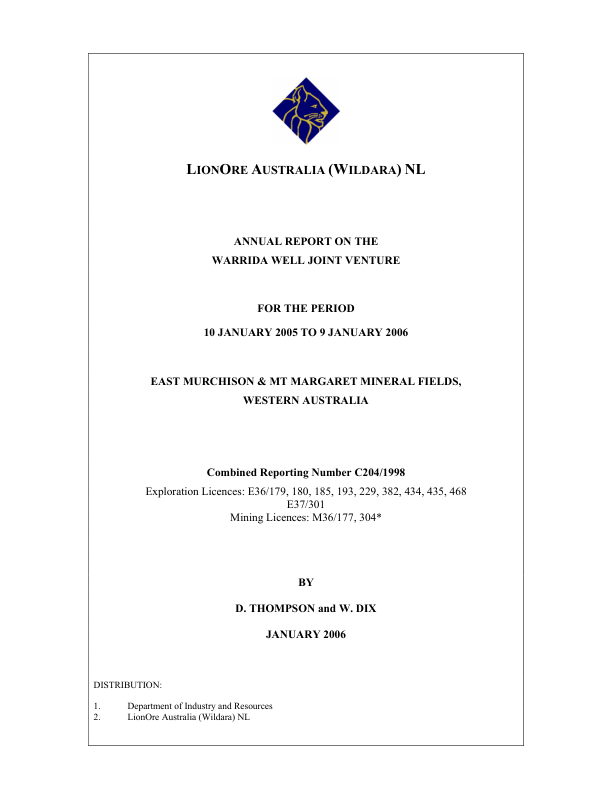 LIONORE AUSTRALIA (WILDARA) NL
ANNUAL REPORT ON THE
WARRIDA WELL JOINT VENTURE
FOR THE PERIOD
10 JANUARY 2005 TO 9 JANUARY 2006
EAST MURCHISON & MT MARGARET MINERAL FIELDS,
WESTERN AUSTRALIA
Combined Reporting Number C204/1998
Exploration Licences: E36/179, 180, 185, 193, 229, 382, 434, 435, 468
E37/301
Mining Licences: M36/177, 304*
BY
D. THOMPSON and W. DIX
JANUARY 2006
DISTRIBUTION:
1. Department of Industry and Resources
2. LionOre Australia (Wildara) NL